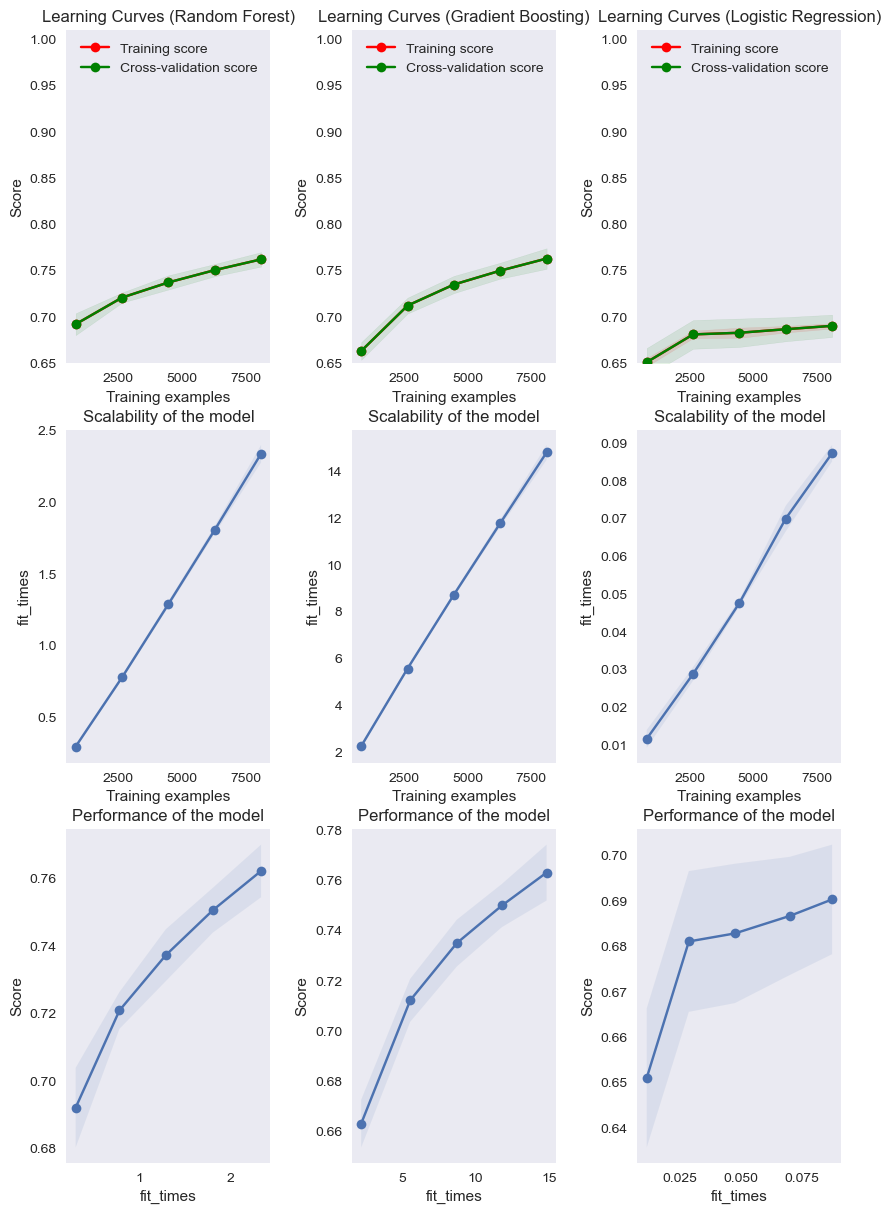 Learning Curves (Random Forest)
Learning Curves (Gradient Boosting)
Learning Curves (Logistic Regression)
1.00
0.95
0.90
0.85
0.80
0.75
0.70
0.65
Score
Training score
Cross-validation score
2500
5000
7500
Training examples
1.00
0.95
0.90
0.85
0.80
0.75
0.70
0.65
Score
Training score
Cross-validation score
2500
5000
7500
Training examples
1.00
0.95
0.90
0.85
0.80
0.75
0.70
0.65
Score
Training score
Cross-validation score
2500
5000
7500
Training examples
Scalability of the model
2.5
2.0
1.5
1.0
0.5
fit_times
2500
5000
7500
Training examples
Scalability of the model
14
12
10
8
6
4
2
fit_times
2500
5000
7500
Training examples
Scalability of the model
0.09
0.08
0.07
0.06
0.05
0.04
0.03
0.02
0.01
fit_times
2500
5000
7500
Training examples
Performance of the model
0.76
0.74
0.72
0.70
0.68
Score
1
2
fit_times
Performance of the model
0.78
0.76
0.74
0.72
0.70
0.68
0.66
Score
5
10
15
fit_times
Performance of the model
0.70
0.69
0.68
0.67
0.66
0.65
0.64
Score
0.025
0.050
0.075
fit_times